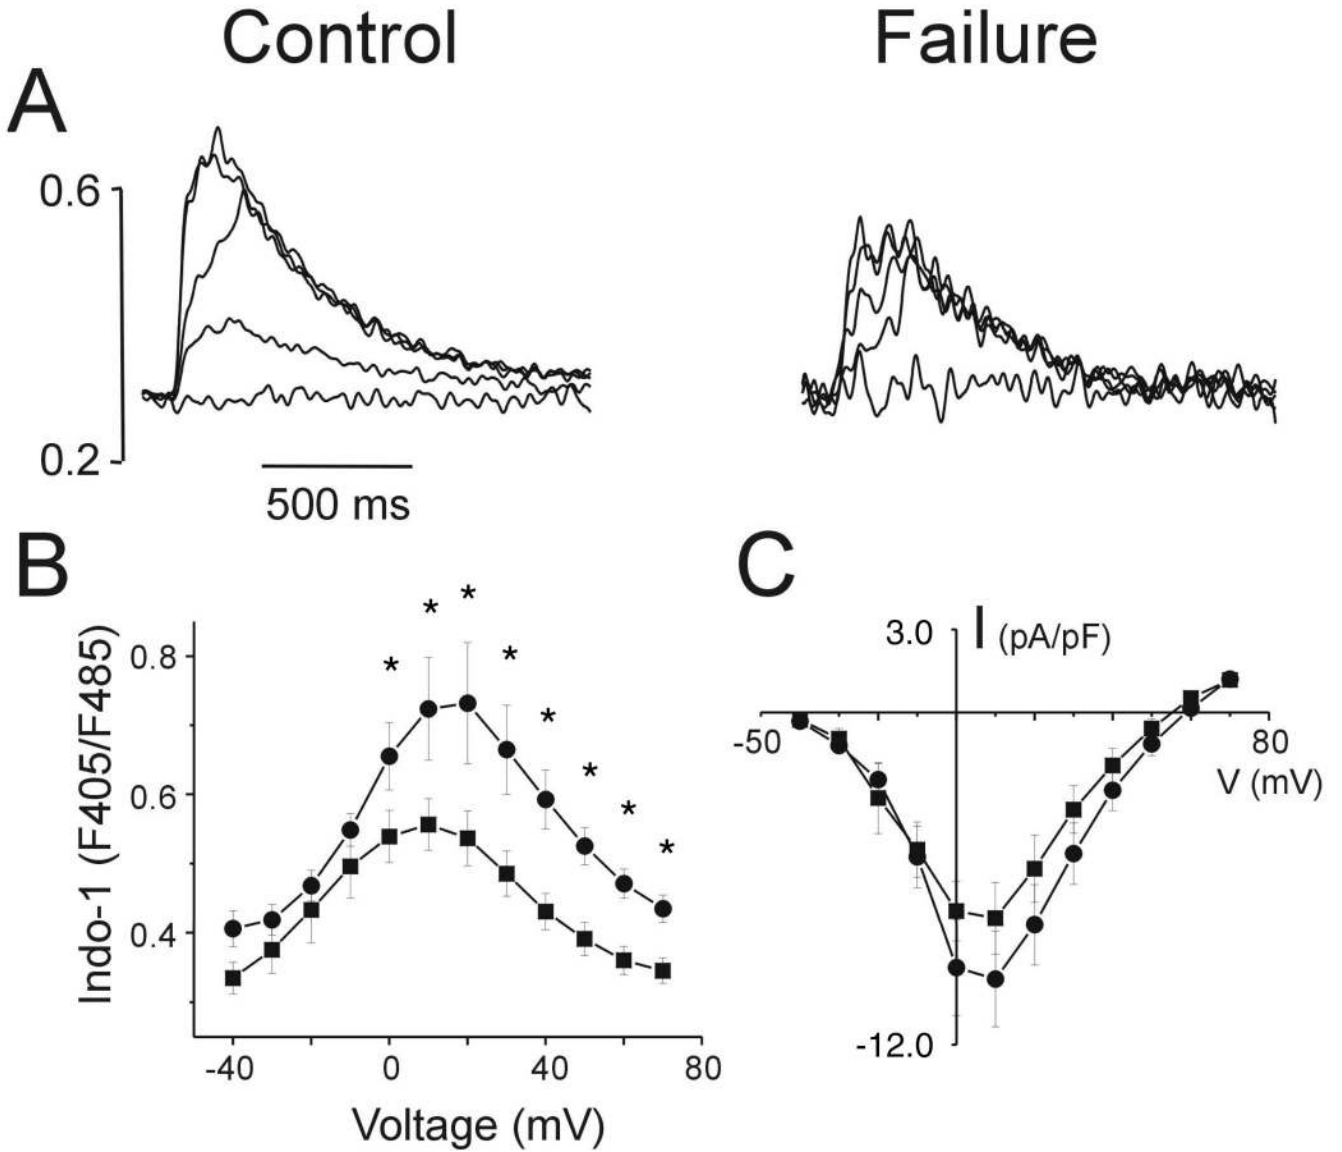 Control
Failure
A
0.6
0.2
500 ms
B
* * * * * * * *
0.8
0.6
0.4
Indo-1 (F405/F485)
-40 0 40 80
Voltage (mV)
C
3.0 I (pA/pF)
-50 80
V (mV)
-12.0